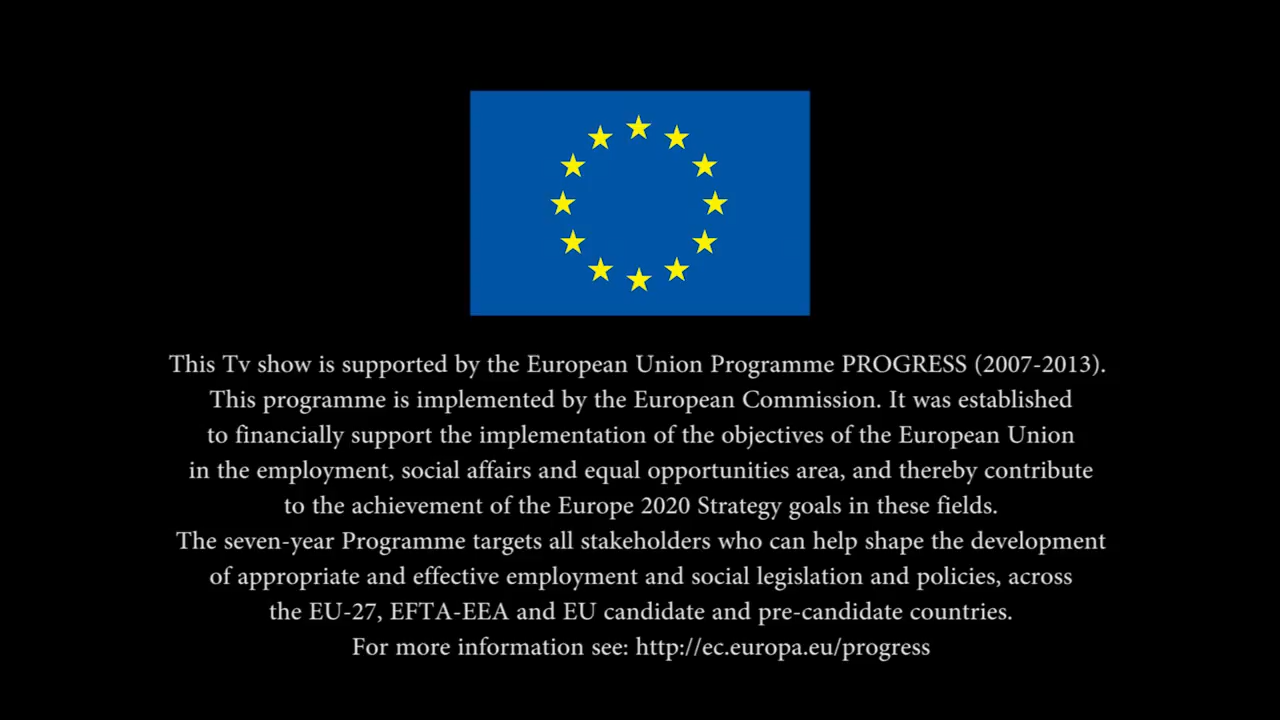 This Tv show is supported by the European Union Programme PROGRESS (2007-2013).
This programme is implemented by the European Commission. It was established
to financially support the implementation of the objectives of the European Union
in the employment, social affairs and equal opportunities area, and thereby contribute
to the achievement of the Europe 2020 Strategy goals in these fields.
The seven-year Programme targets all stakeholders who can help shape the development
of appropriate and effective employment and social legislation and policies, across
the EU-27, EFTA-EEA and EU candidate and pre-candidate countries.
For more information see: http://ec.europa.eu/progress